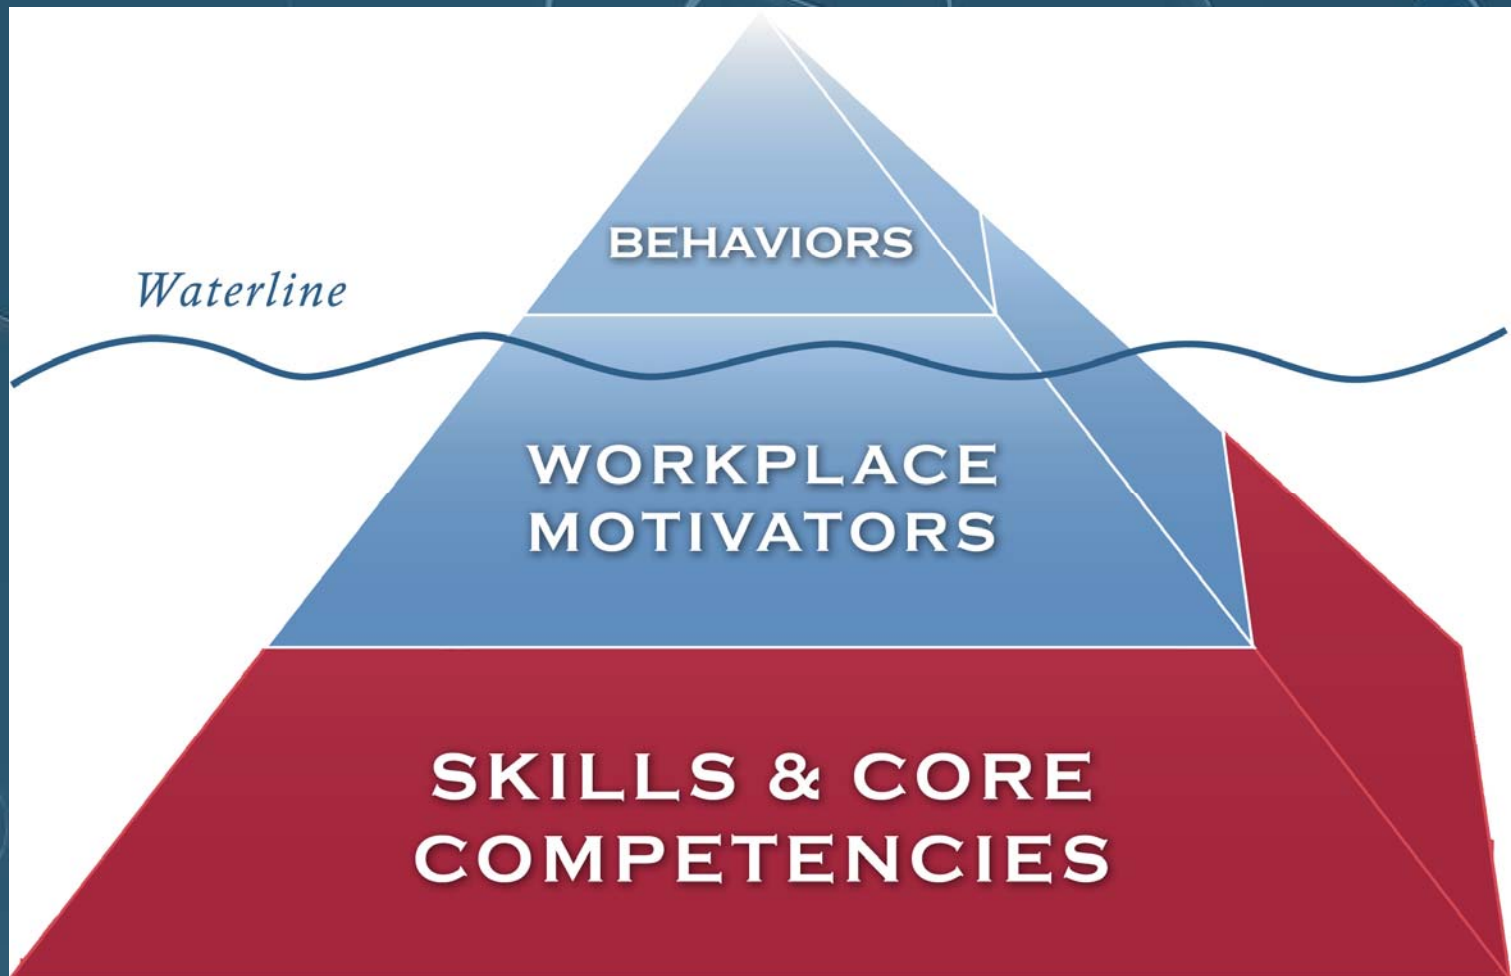 BEHAVIORS
Waterline
WORKPLACE
MOTIVATORS
SKILLS & CORE
COMPETENCIES